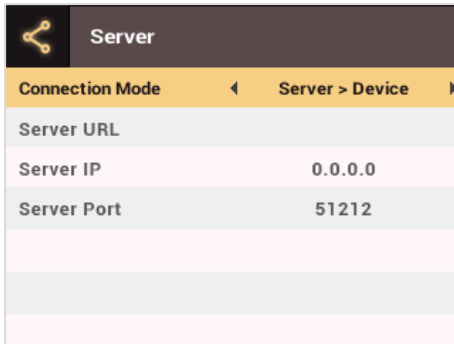 Server
Connection Mode Server > Device
Server URL
Server IP 0.0.0.0
Server Port 51212